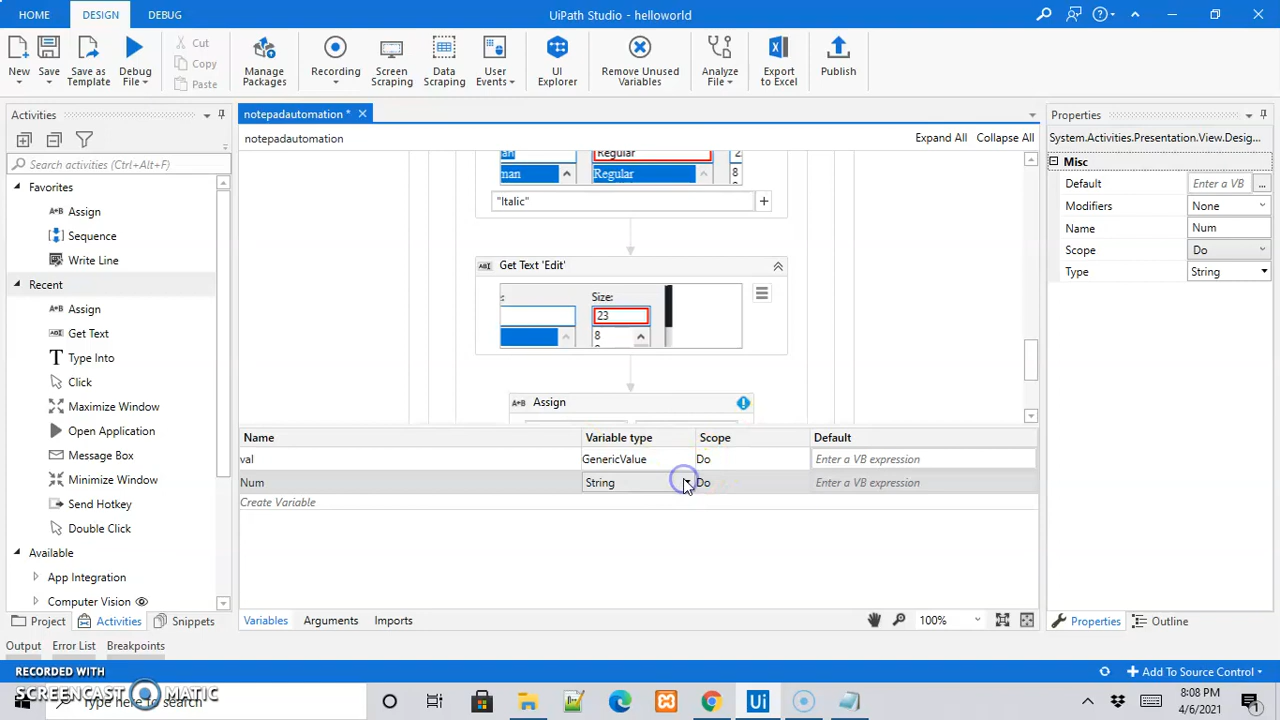 HOME DESIGN DEBUG UiPath Studio - helloworld
New Save Save as Template Debug File Cut Copy Paste Manage Packages Recording Screen Scraping Data Scraping User Events UI Explorer Remove Unused Variables Analyze File Export to Excel Publish
Activities
Search activities (Ctrl+Alt+F)
Favorites
Assign
Sequence
Write Line
Recent
Assign
Get Text
Type Into
Click
Maximize Window
Open Application
Message Box
Minimize Window
Send Hotkey
Double Click
Available
App Integration
Computer Vision
Project Activities Snippets
notepadautomation *
notepadautomation Expand All Collapse All
Regular
man Regular 8
"Italic"
Get Text 'Edit'
Size:
23
8
A+B Assign
Name Variable type Scope Default
val GenericValue Do Enter a VB expression
Num String Do Enter a VB expression
Create Variable
Variables Arguments Imports 100%
Properties
System.Activities.Presentation.View.Desig...
Misc
Default Enter a VB ...
Modifiers None
Name Num
Scope Do
Type String
Properties Outline
Output Error List Breakpoints
RECORDED WITH
SCREENCAST MATIC
Add To Source Control
Type here to search
8:08 PM
4/6/2021